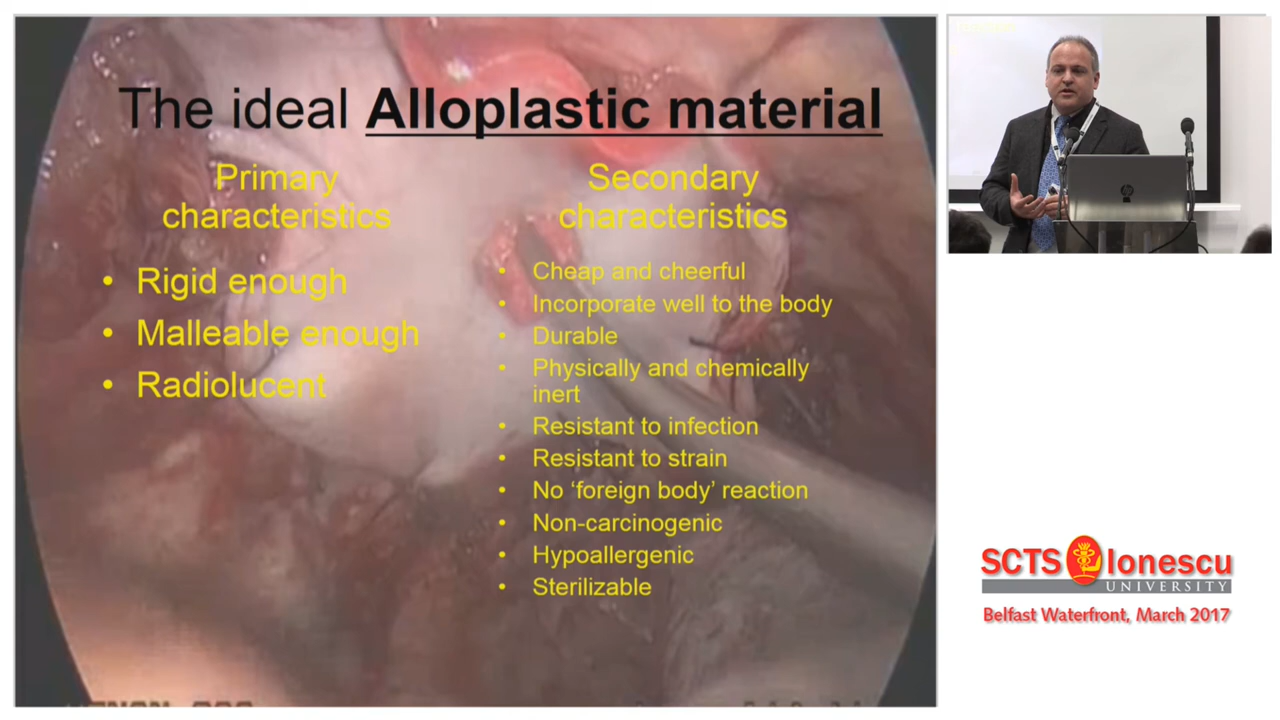 The ideal Alloplastic material
Primary
characteristics
• Rigid enough
• Malleable enough
• Radiolucent
Secondary
characteristics
• Cheap and cheerful
• Incorporate well to the body
• Durable
• Physically and chemically
inert
• Resistant to infection
• Resistant to strain
• No ‘foreign body’ reaction
• Non-carcinogenic
• Hypoallergenic
• Sterilizable
hp
SCTS Ionescu
UNIVERSITY
Belfast Waterfront, March 2017